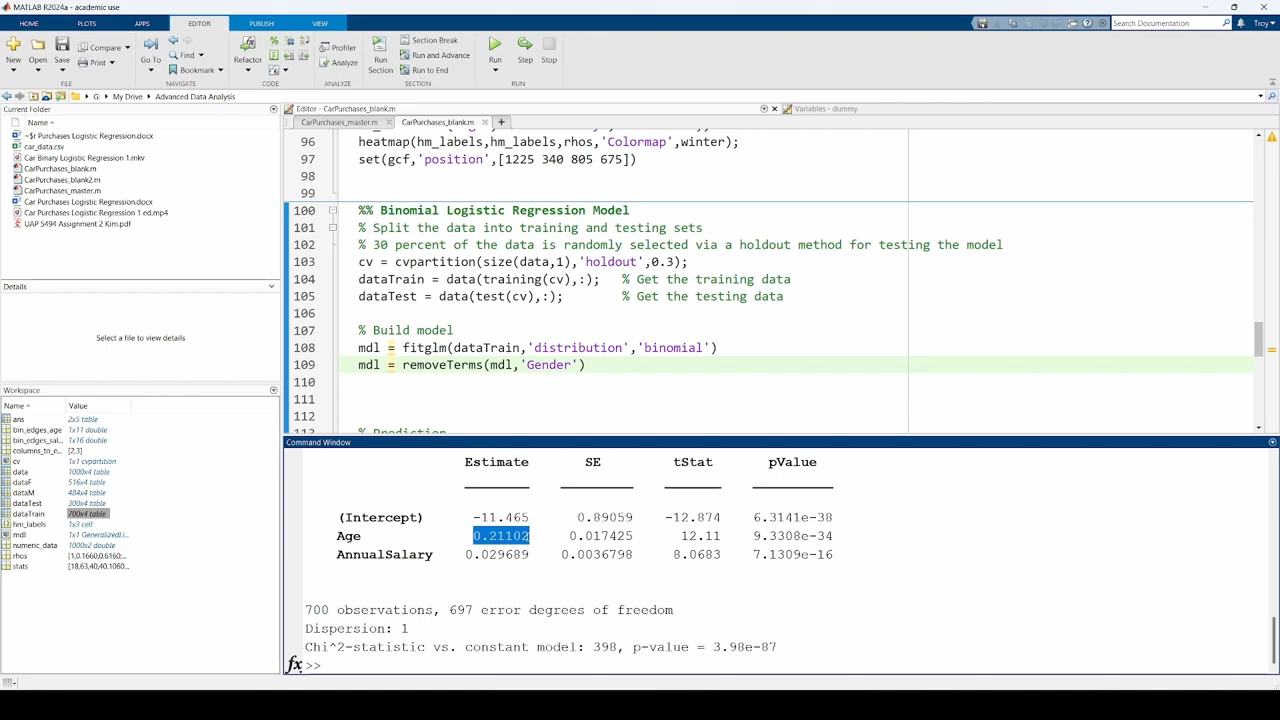 MATLAB R2024a - academic use
HOME PLOTS APPS EDITOR PUBLISH VIEW Search Documentation Troy
New Open Save Compare Print Go To Find Bookmark Refactor Profiler Analyze Run Section Section Break Run and Advance Run to End Run Step Stop
FILE NAVIGATE CODE ANALYZE SECTION RUN
G: My Drive Advanced Data Analysis
Current Folder
Name
~$r Purchases Logistic Regression.docx
car_data.csv
Car Binary Logistic Regression 1.mkv
CarPurchases_blank.m
CarPurchases_blank2.m
CarPurchases_master.m
Car Purchases Logistic Regression.docx
Car Purchases Logistic Regression 1 ed.mp4
UAP 5494 Assignment 2 Kim.pdf
Details
Select a file to view details
Workspace
Name Value
ans 2x5 table
bin_edges_age 1x11 double
bin_edges_sal... 1x16 double
columns_to_e... [2,3]
cv 1x1 cvpartition
data 1000x4 table
dataF 516x4 table
dataM 484x4 table
dataTest 300x4 table
dataTrain 700x4 table
hm_labels 1x3 cell
mdl 1x1 GeneralizedLi...
numeric_data 1000x2 double
rhos [1,0.1660,0.6160;...
stats [18,63,40,40.1060...
Editor - CarPurchases_blank.m Variables - dummy
CarPurchases_master.m CarPurchases_blank.m
96 heatmap(hm_labels,hm_labels,rhos,'Colormap',winter);
97 set(gcf,'position',[1225 340 805 675])
98
99
100 %% Binomial Logistic Regression Model
101 % Split the data into training and testing sets
102 % 30 percent of the data is randomly selected via a holdout method for testing the model
103 cv = cvpartition(size(data,1),'holdout',0.3);
104 dataTrain = data(training(cv),:); % Get the training data
105 dataTest = data(test(cv),:); % Get the testing data
106
107 % Build model
108 mdl = fitglm(dataTrain,'distribution','binomial')
109 mdl = removeTerms(mdl,'Gender')
110
111
112
% Prediction
Command Window
Estimate SE tStat pValue
(Intercept) -11.465 0.89059 -12.874 6.3141e-38
Age 0.21102 0.017425 12.11 9.3308e-34
AnnualSalary 0.029689 0.0036798 8.0683 7.1309e-16
700 observations, 697 error degrees of freedom
Dispersion: 1
Chi^2-statistic vs. constant model: 398, p-value = 3.98e-87
fx >>